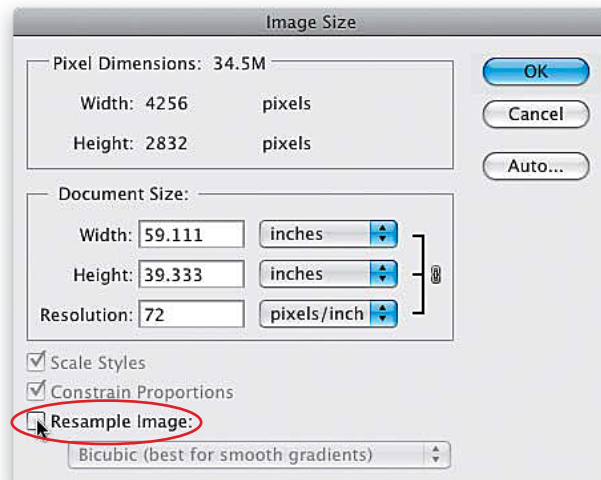 Image Size
Pixel Dimensions: 34.5M
Width: 4256 pixels
Height: 2832 pixels
OK
Cancel
Auto...
Document Size:
Width: 59.111 inches
Height: 39.333 inches
Resolution: 72 pixels/inch
Scale Styles
Constrain Proportions
Resample Image:
Bicubic (best for smooth gradients)